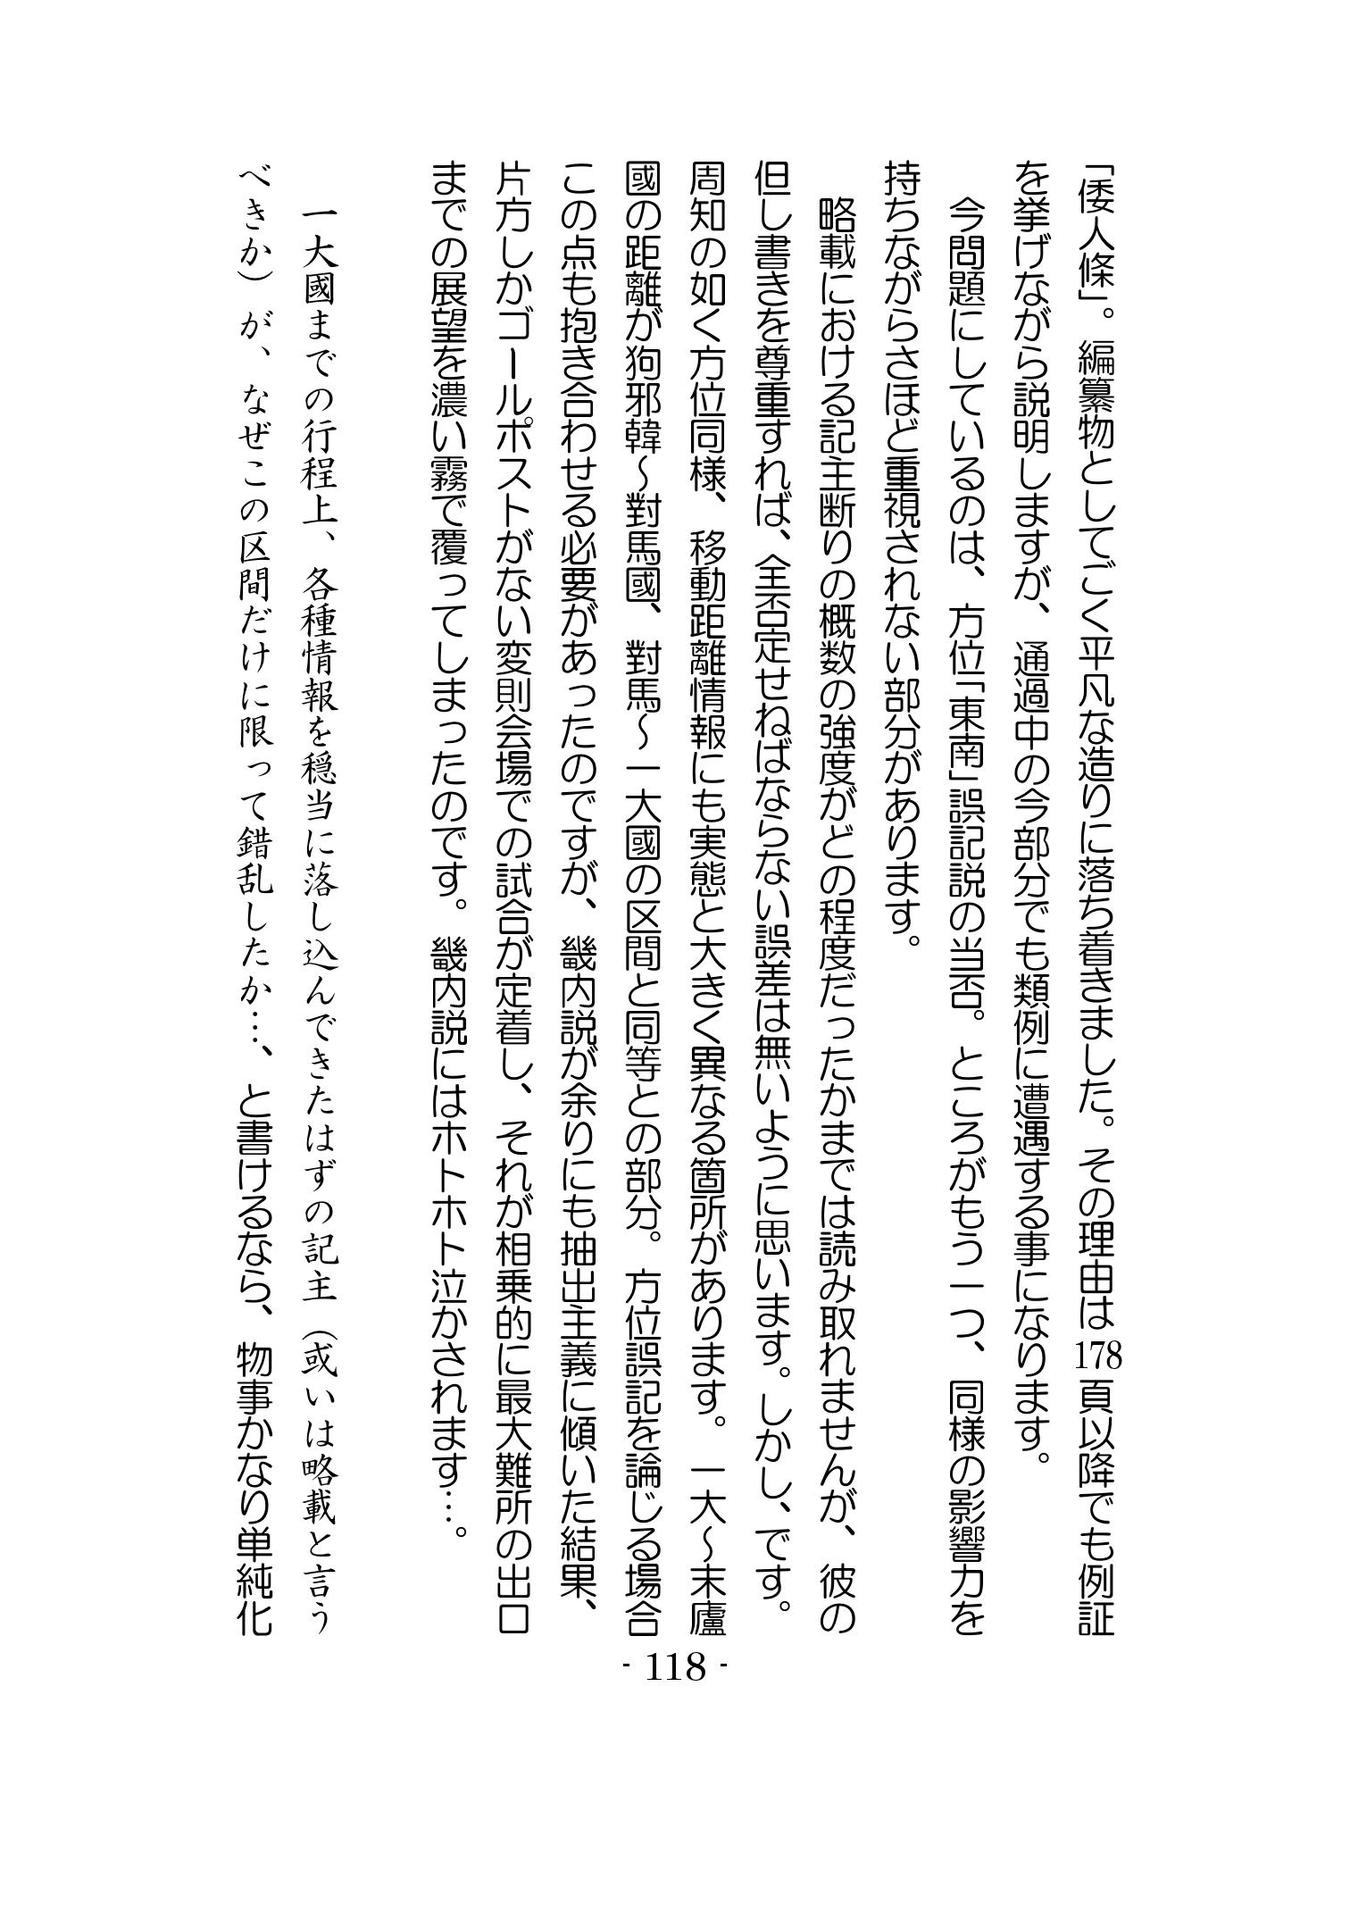 「倭人條」。編纂物としてごく平凡な造りに落ち着きました。その理由は178頁以降でも例証
を挙げながら説明しますが、通過中の今部分でも類例に遭遇する事になります。
今問題にしているのは、方位「東南」誤記説の当否。ところがもう一つ、同様の影響力を
持ちながらさほど重視されない部分があります。
略載における記主断りの概数の強度がどの程度だったかまでは読み取れませんが、彼の
但し書きを尊重すれば、全否定せねばならない誤差は無いように思います。しかし、です。
周知の如く方位同様、移動距離情報にも実態と大きく異なる箇所があります。一大〜末廬
國の距離が狗邪韓〜對馬國、對馬〜一大國の区間と同等との部分。方位誤記を論じる場合
この点も抱き合わせる必要があったのですが、畿内説が余りにも抽出主義に傾いた結果、
片方しかゴールポストがない変則会場での試合が定着し、それが相乗的に最大難所の出口
までの展望を濃い霧で覆ってしまったのです。畿内説にはホトホト泣かされます…。
一大國までの行程上、各種情報を穏当に落し込んできたはずの記主（或いは略載と言う
べきか）が、なぜこの区間だけに限って錯乱したか…、と書けるなら、物事かなり単純化
- 118 -